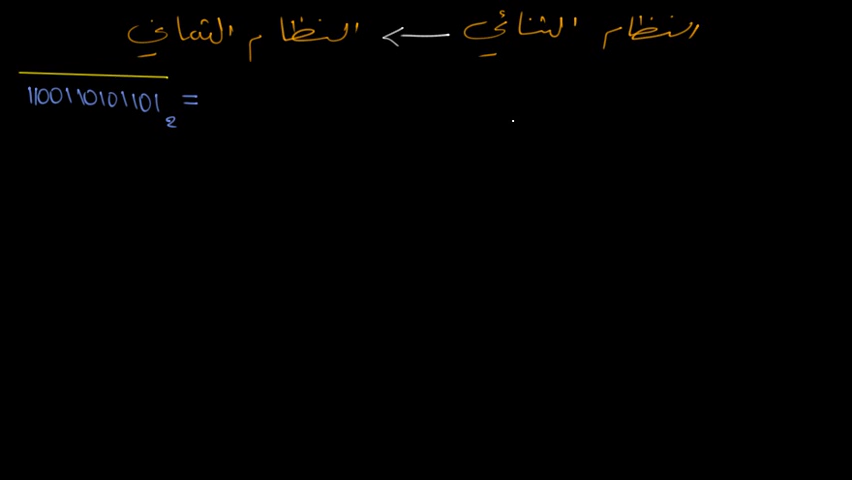 النظام الثنائي ← النظام الثماني
1100110101101₂ =